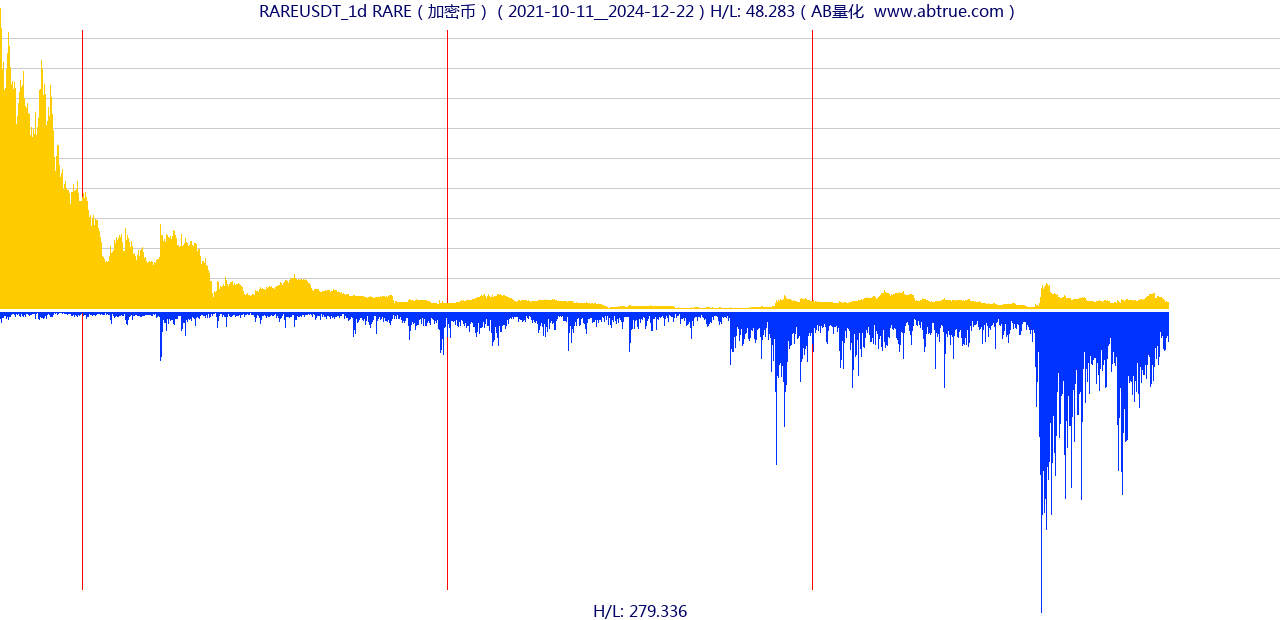 RAREUSDT_1d RARE ( 加密币 ) ( 2021-10-11__2024-12-22 ) H/L: 48.283 ( AB量化  www.abtrue.com )
H/L: 279.336